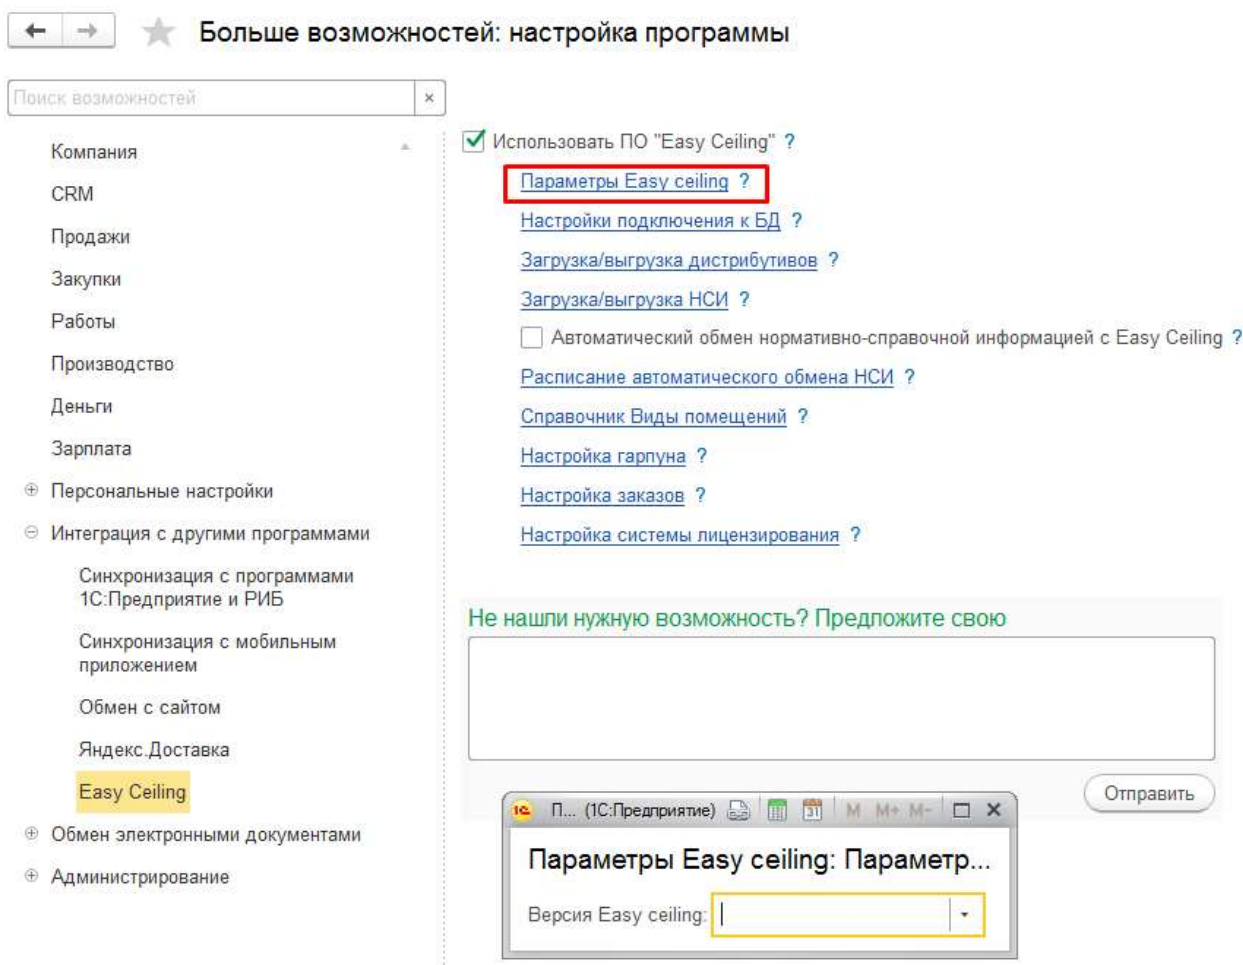 Больше возможностей: настройка программы
Поиск возможностей ×
Компания
CRM
Продажи
Закупки
Работы
Производство
Деньги
Зарплата
Персональные настройки
Интеграция с другими программами
Синхронизация с программами
1С:Предприятие и РИБ
Синхронизация с мобильным
приложением
Обмен с сайтом
Яндекс.Доставка
Easy Ceiling
Обмен электронными документами
Администрирование
Использовать ПО "Easy Ceiling" ?
Параметры Easy ceiling ?
Настройки подключения к БД ?
Загрузка/выгрузка дистрибутивов ?
Загрузка/выгрузка НСИ ?
Автоматический обмен нормативно-справочной информацией с Easy Ceiling ?
Расписание автоматического обмена НСИ ?
Справочник Виды помещений ?
Настройка гарпуна ?
Настройка заказов ?
Настройка системы лицензирования ?
Не нашли нужную возможность? Предложите свою
Отправить
1С П... (1С:Предприятие) 31 M M+ M-
Параметры Easy ceiling: Параметр...
Версия Easy ceiling: